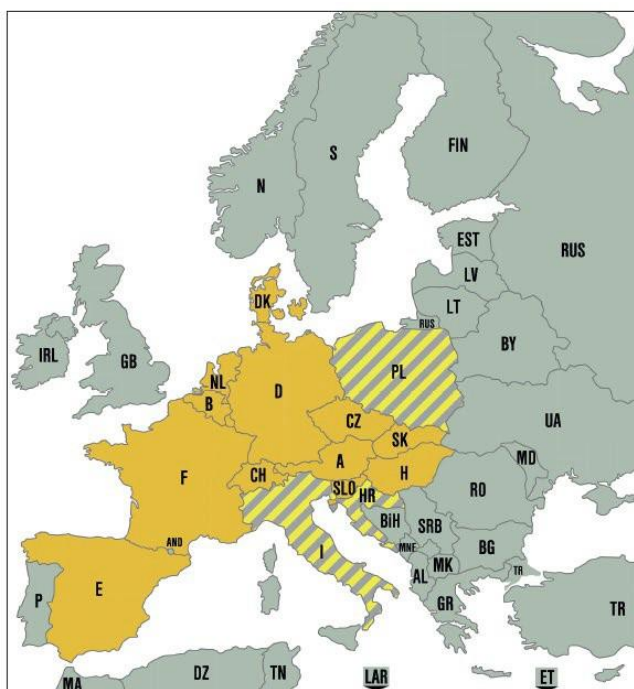 FIN
S
N
EST
RUS
LV
DK
LT
RUS
IRL
GB
BY
NL
PL
B
D
CZ
UA
SK
MD
CH
A
H
F
SLO
HR
RO
BiH
SRB
AND
MNE
BG
I
MK
TR
AL
P
E
GR
TR
DZ
TN
MA
LAR
ET